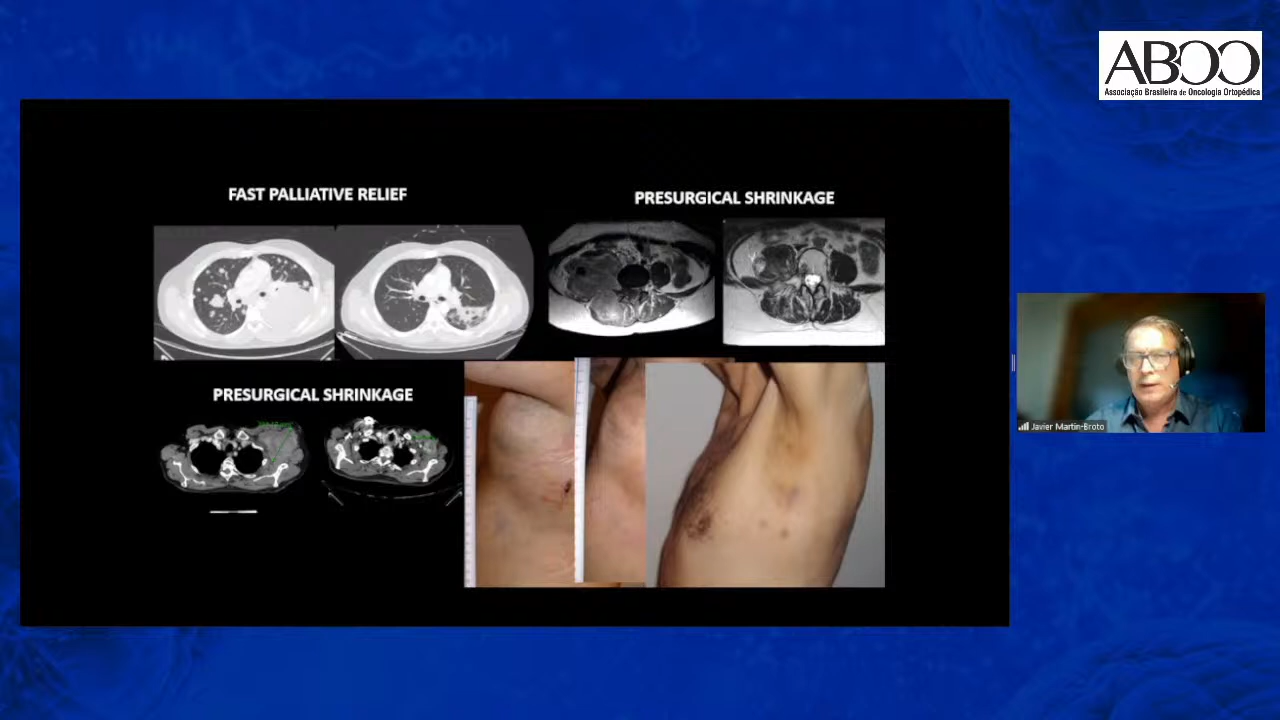 ABOO
Associação Brasileira de Oncologia Ortopédica
FAST PALLIATIVE RELIEF
PRESURGICAL SHRINKAGE
PRESURGICAL SHRINKAGE
Javier Martin-Broto